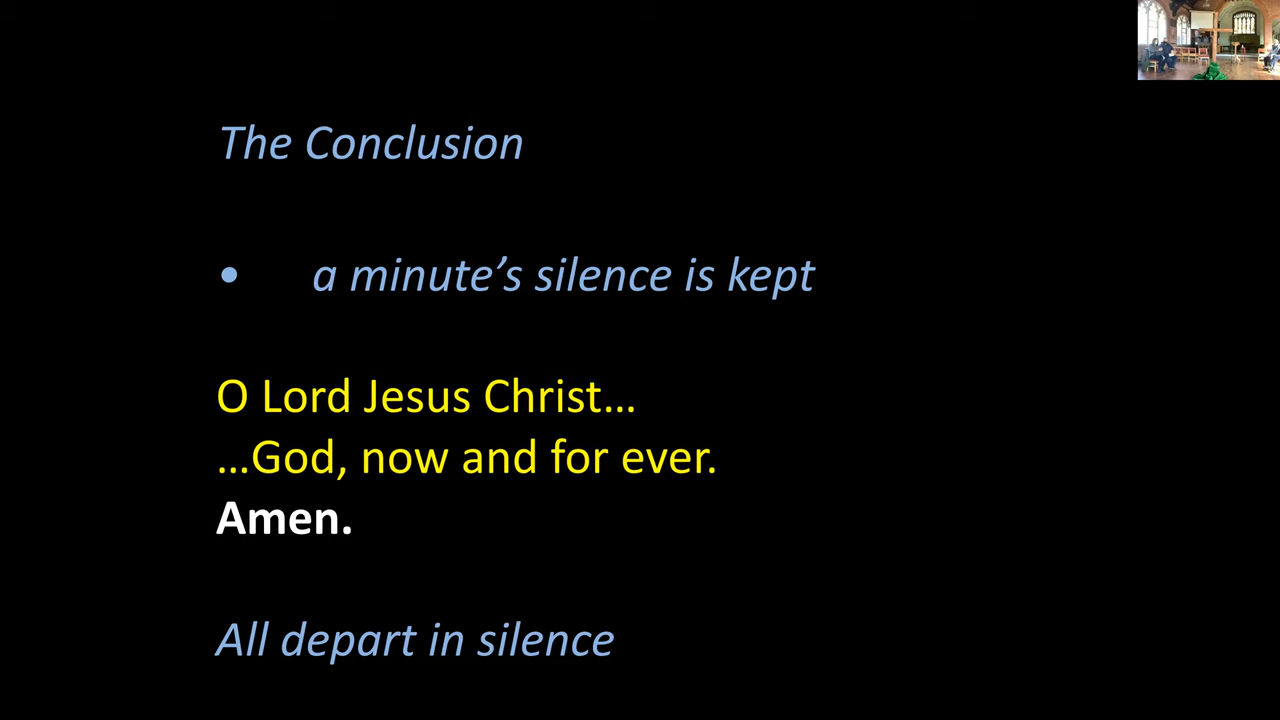 The Conclusion
• a minute’s silence is kept
O Lord Jesus Christ…
…God, now and for ever.
Amen.
All depart in silence